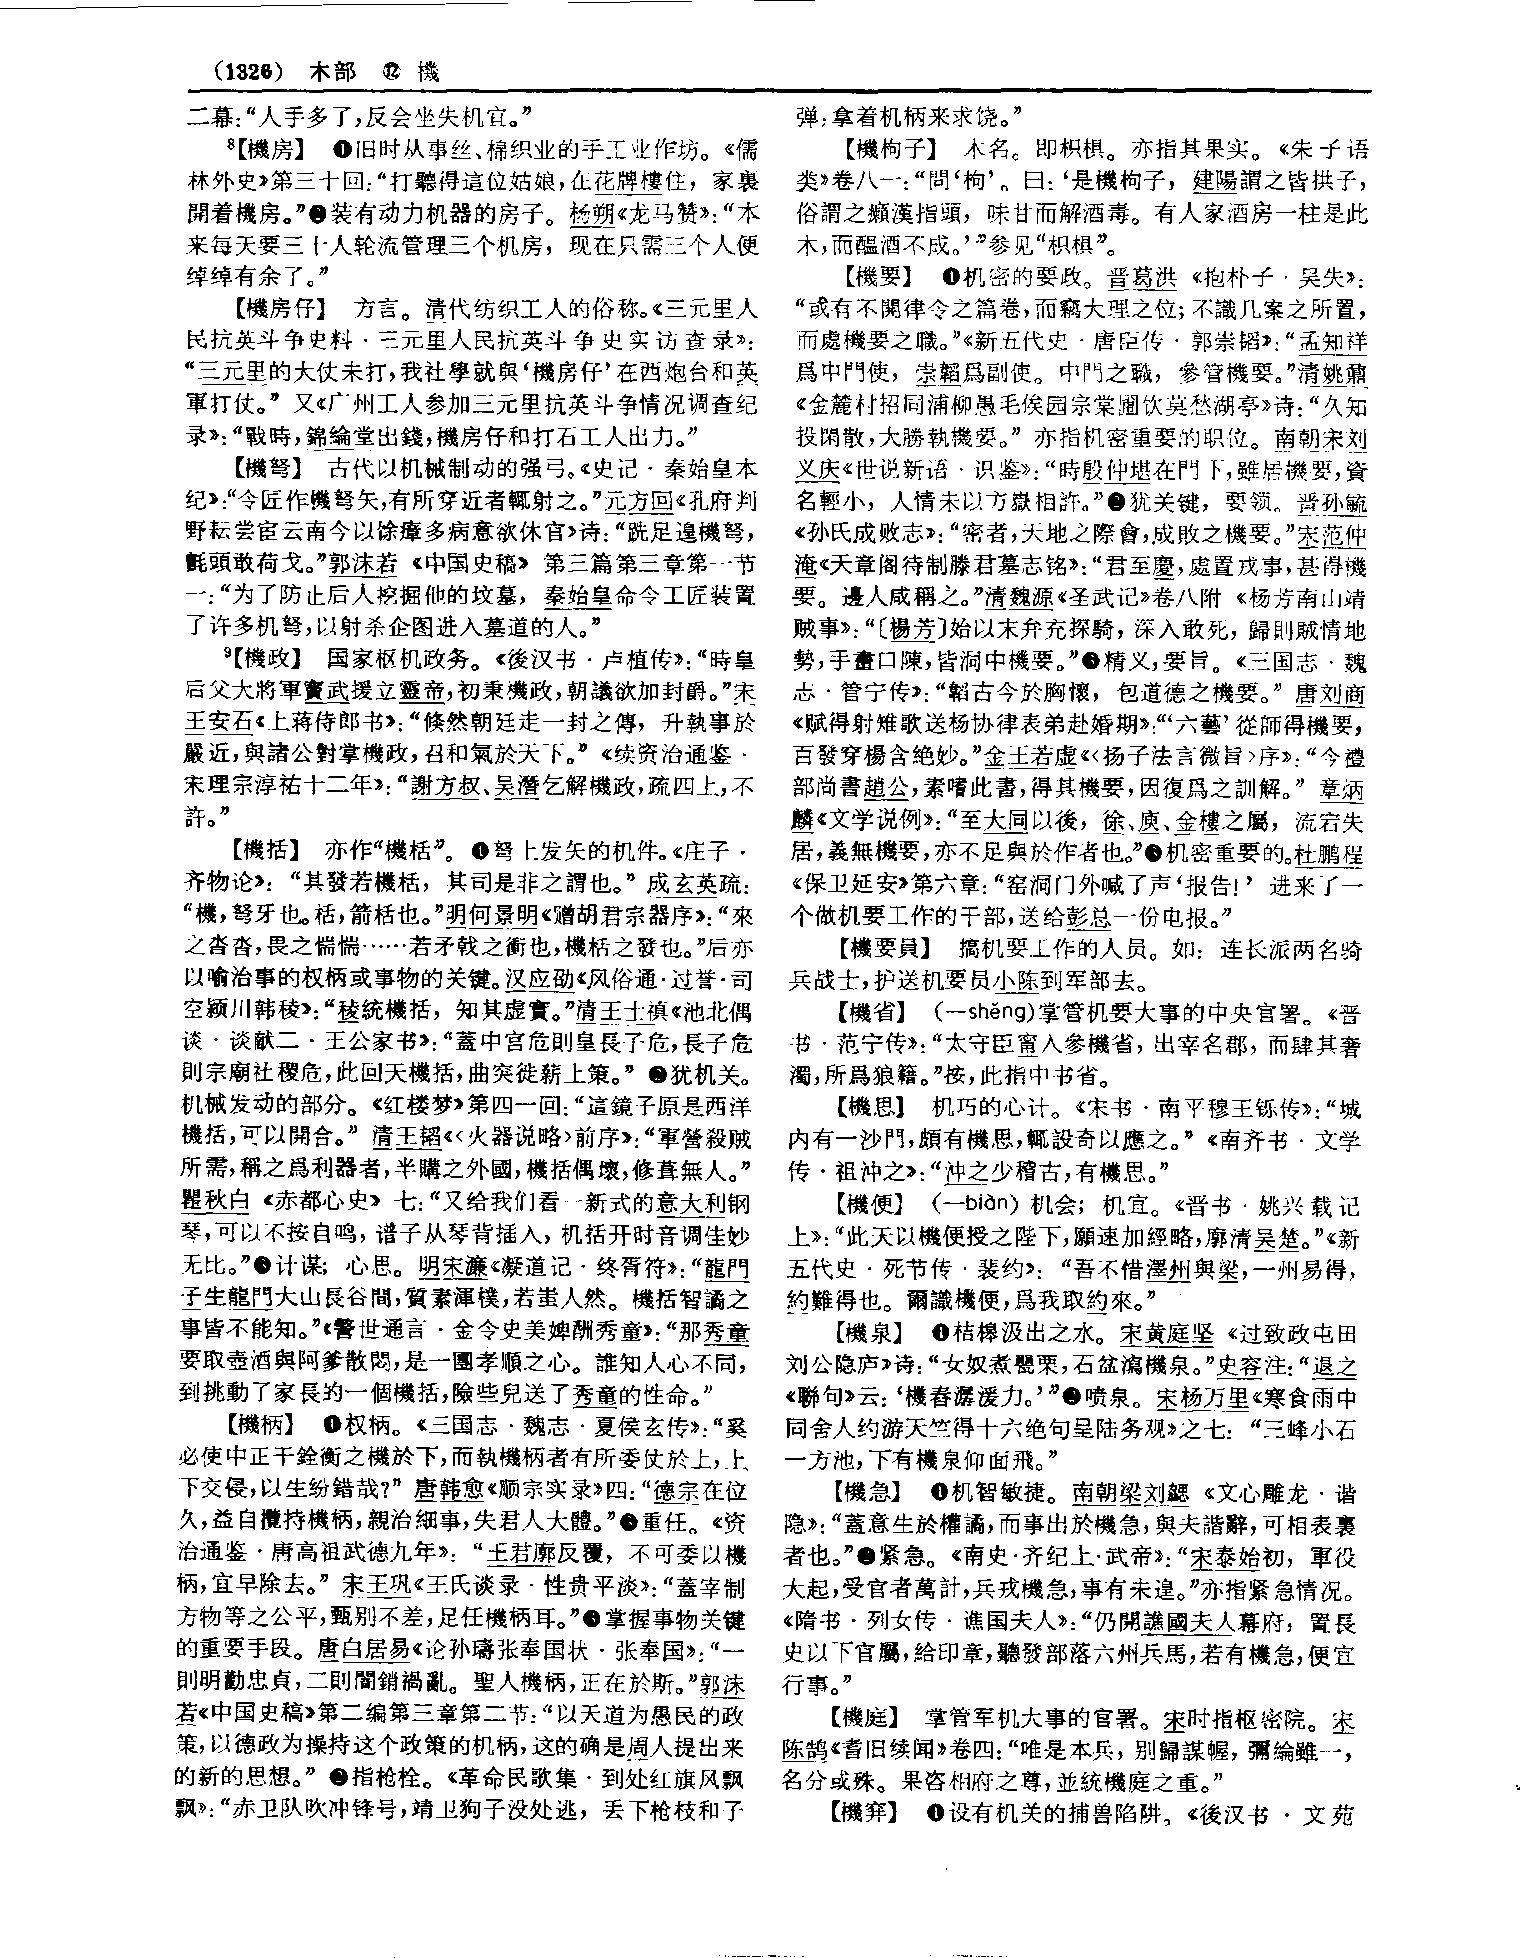 （1326） 木部 ⑫ 機
二幕：“人手多了，反会坐失机宜。”
⁸【機房】 ❶旧时从事丝、棉织业的手工业作坊。《儒
林外史》第三十回：“打聽得這位姑娘，在花牌樓住，家裏
開着機房。”❷装有动力机器的房子。杨朔《龙马赞》：“本
来每天要三十人轮流管理三个机房，现在只需三个人便
绰绰有余了。”
【機房仔】 方言。清代纺织工人的俗称。《三元里人
民抗英斗争史料·三元里人民抗英斗争史实访查录》：
“三元里的大仗未打，我社學就與‘機房仔’在西炮台和英
軍打仗。” 又《广州工人参加三元里抗英斗争情况调查纪
录》：“戰時，錦綸堂出錢，機房仔和打石工人出力。”
【機弩】 古代以机械制动的强弓。《史记·秦始皇本
纪》：“令匠作機弩矢，有所穿近者輒射之。”元方回《孔府判
野耘尝宦云南今以馀瘴多病意欲休官》诗：“跣足遑機弩，
氈頭敢荷戈。”郭沫若《中国史稿》第三篇第三章第一节
一：“为了防止后人挖掘他的坟墓，秦始皇命令工匠装置
了许多机弩，以射杀企图进入墓道的人。”
⁹【機政】 国家枢机政务。《後汉书·卢植传》：“時皇
后父大將軍竇武援立靈帝，初秉機政，朝議欲加封爵。”宋
王安石《上蒋侍郎书》：“倏然朝廷走一封之傳，升執事於
嚴近，與諸公對掌機政，召和氣於天下。”《续资治通鉴·
宋理宗淳祐十二年》：“謝方叔、吴潛乞解機政，疏四上，不
許。”
【機括】 亦作“機栝”。❶弩上发矢的机件。《庄子·
齐物论》：“其發若機栝，其司是非之謂也。”成玄英疏：
“機，弩牙也。栝，箭栝也。”明何景明《赠胡君宗器序》：“來
之沓沓，畏之惴惴……若矛戟之衝也，機栝之發也。”后亦
以喻治事的权柄或事物的关键。汉应劭《风俗通·过誉·司
空颍川韩稜》：“稜統機括，知其虚實。”清王士禛《池北偶
谈·谈献二·王公家书》：“蓋中宫危則皇長子危，長子危
則宗廟社稷危，此回天機括，曲突徙薪上策。” ❷犹机关。
机械发动的部分。《红楼梦》第四一回：“這鏡子原是西洋
機括，可以開合。” 清王韬《〈火器说略〉前序》：“軍營殺賊
所需，稱之爲利器者，半購之外國，機括偶壞，修葺無人。”
瞿秋白《赤都心史》七：“又给我们看一新式的意大利钢
琴，可以不按自鸣，谱子从琴背插入，机括开时音调佳妙
无比。”❸计谋；心思。明宋濂《凝道记·终胥符》：“龍門
子生龍門大山長谷間，質素渾樸，若蚩人然。機括智譎之
事皆不能知。”《警世通言·金令史美婢酬秀童》：“那秀童
要取壺酒與阿爹散悶，是一團孝順之心。誰知人心不同，
到挑動了家長的一個機括，險些兒送了秀童的性命。”
【機柄】 ❶权柄。《三国志·魏志·夏侯玄传》：“奚
必使中正干銓衡之機於下，而執機柄者有所委仗於上，上
下交侵，以生紛錯哉？” 唐韩愈《顺宗实录》四：“德宗在位
久，益自攬持機柄，親治細事，失君人大體。”❷重任。《资
治通鉴·唐高祖武德九年》：“王君廓反覆，不可委以機
柄，宜早除去。” 宋王巩《王氏谈录·性贵平淡》：“蓋宰制
方物等之公平，甄别不差，足任機柄耳。”❸掌握事物关键
的重要手段。唐白居易《论孙璹张奉国状·张奉国》：“一
則明勸忠貞，二則闇銷禍亂。聖人機柄，正在於斯。”郭沫
若《中国史稿》第二编第三章第二节：“以天道为愚民的政
策，以德政为操持这个政策的机柄，这的确是周人提出来
的新的思想。” ❹指枪栓。《革命民歌集·到处红旗风飘
飘》：“赤卫队吹冲锋号，靖卫狗子没处逃，丢下枪枝和子
弹；拿着机柄来求饶。”
【機枸子】 木名。即枳椇。亦指其果实。《朱子语
类》卷八一：“問‘枸’。曰：‘是機枸子，建陽謂之皆拱子，
俗謂之癩漢指頭，味甘而解酒毒。有人家酒房一柱是此
木，而醖酒不成。’”参见“枳椇”。
【機要】 ❶机密的要政。晋葛洪《抱朴子·吴失》：
“或有不開律令之篇卷，而竊大理之位；不識几案之所置，
而處機要之職。”《新五代史·唐臣传·郭崇韬》：“孟知祥
爲中門使，崇韜爲副使。中門之職，參管機要。”清姚鼐
《金麓村招同浦柳愚毛俟园宗棠圃饮莫愁湖亭》诗：“久知
投閑散，大勝執機要。” 亦指机密重要的职位。南朝宋刘
义庆《世说新语·识鉴》：“時殷仲堪在門下，雖居機要，資
名輕小，人情未以方嶽相許。”❷犹关键，要领。晋孙毓
《孙氏成败志》：“密者，天地之際會，成敗之機要。”宋范仲
淹《天章阁待制滕君墓志铭》：“君至慶，處置戎事，甚得機
要。邊人咸稱之。”清魏源《圣武记》卷八附《杨芳南山靖
贼事》：“〔楊芳〕始以末弁充探騎，深入敢死，歸則賊情地
勢，手畫口陳，皆洞中機要。”❸精义，要旨。《三国志·魏
志·管宁传》：“韜古今於胸懷，包道德之機要。” 唐刘商
《赋得射雉歌送杨协律表弟赴婚期》：“‘六藝’從師得機要，
百發穿楊含絶妙。”金王若虚《〈扬子法言微旨〉序》：“今禮
部尚書趙公，素嗜此書，得其機要，因復爲之訓解。” 章炳
麟《文学说例》：“至大同以後，徐、庾、金樓之屬，流宕失
居，義無機要，亦不足與於作者也。”❹机密重要的。杜鹏程
《保卫延安》第六章：“窑洞门外喊了声‘报告！’ 进来了一
个做机要工作的干部，送给彭总一份电报。”
【機要員】 搞机要工作的人员。如：连长派两名骑
兵战士，护送机要员小陈到军部去。
【機省】 （—shěng）掌管机要大事的中央官署。《晋
书·范宁传》：“太守臣甯入參機省，出宰名郡，而肆其奢
濁，所爲狼籍。”按，此指中书省。
【機思】 机巧的心计。《宋书·南平穆王铄传》：“城
内有一沙門，頗有機思，輒設奇以應之。”《南齐书·文学
传·祖冲之》：“沖之少稽古，有機思。”
【機便】 （—biàn）机会；机宜。《晋书·姚兴载记
上》：“此天以機便授之陛下，願速加經略，廓清吴楚。”《新
五代史·死节传·裴约》：“吾不惜澤州與梁，一州易得，
約難得也。爾識機便，爲我取約來。”
【機泉】 ❶桔槔汲出之水。宋黄庭坚《过致政屯田
刘公隐庐》诗：“女奴煮甖粟，石盆瀉機泉。”史容注：“退之
《聯句》云：‘機舂潺湲力。’”❷喷泉。宋杨万里《寒食雨中
同舍人约游天竺得十六绝句呈陆务观》之七：“三峰小石
一方池，下有機泉仰面飛。”
【機急】 ❶机智敏捷。南朝梁刘勰《文心雕龙·谐
隐》：“蓋意生於權譎，而事出於機急，與夫諧辭，可相表裏
者也。”❷紧急。《南史·齐纪上·武帝》：“宋泰始初，軍役
大起，受官者萬計，兵戎機急，事有未遑。”亦指紧急情况。
《隋书·列女传·谯国夫人》：“仍開譙國夫人幕府，置長
史以下官屬，給印章，聽發部落六州兵馬，若有機急，便宜
行事。”
【機庭】 掌管军机大事的官署。宋时指枢密院。宋
陈鹄《耆旧续闻》卷四：“唯是本兵，别歸謀幄，彌綸雖一，
名分或殊。果咨相府之尊，並統機庭之重。”
【機穽】 ❶设有机关的捕兽陷阱。《後汉书·文苑